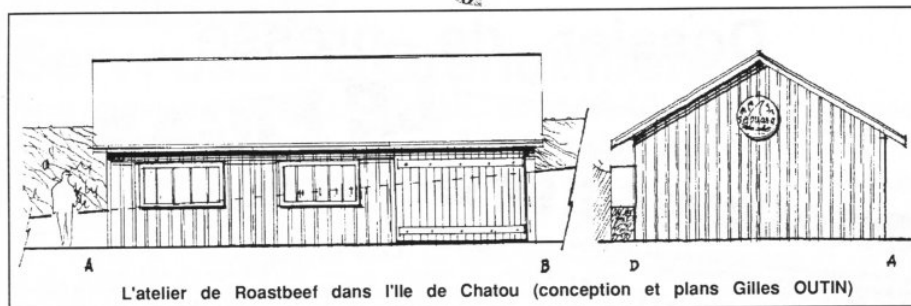 A B D A
L'atelier de Roastbeef dans l'Ile de Chatou (conception et plans Gilles OUTIN)